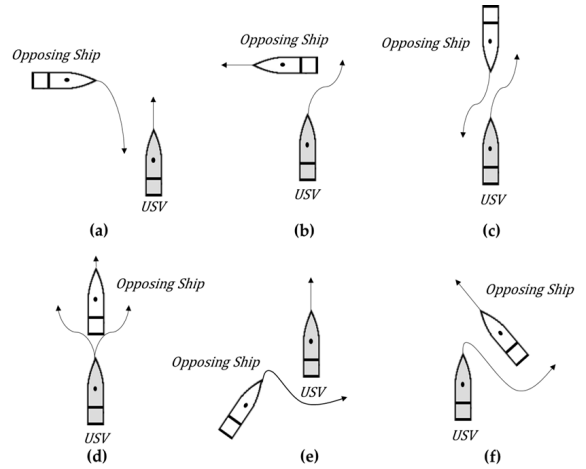 Opposing Ship
USV
(a)
Opposing Ship
USV
(b)
Opposing Ship
USV
(c)
Opposing Ship
USV
(d)
Opposing Ship
USV
(e)
Opposing Ship
USV
(f)